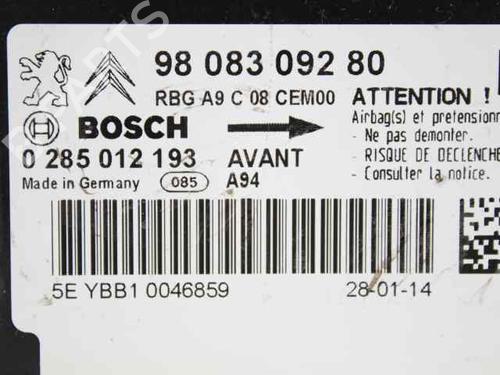 98 083 092 80
RBG A9 C 08 CEM00
ATTENTION !
BOSCH
Airbag(s) et pretension
- Ne pas demonter.
0 285 012 193 AVANT
- RISQUE DE DECLENCHE
Made in Germany 085 A94
- Consulter la notice.
5E YBB1 0046859
28-01-14